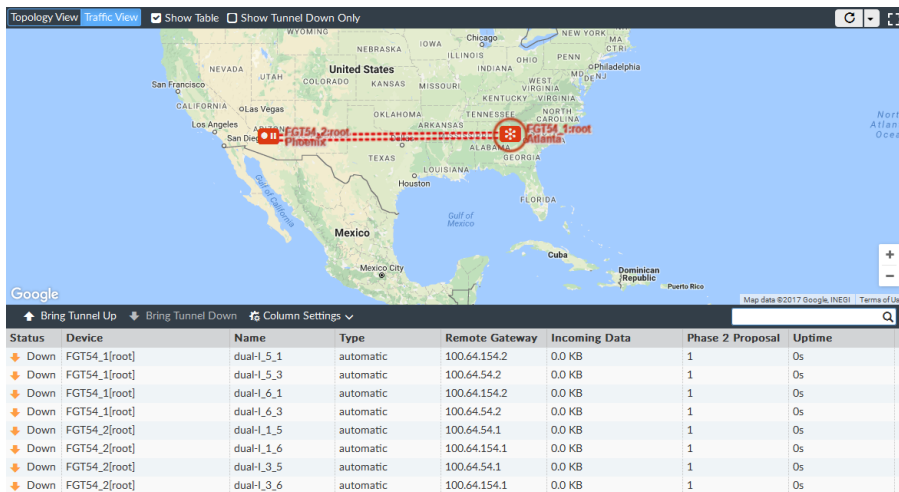 Topology View Traffic View Show Table Show Tunnel Down Only
WYOMING
Chicago
NEW YORK
MA
CTRI
IOWA
NEBRASKA
ILLINOIS
PENN
OHIO
INDIANA
Philadelphia
NEVADA
United States
MD
DE NJ
UTAH
COLORADO
KANSAS
MISSOURI
WEST
VIRGINIA
San Francisco
KENTUCKY
VIRGINIA
CALIFORNIA
Las Vegas
OKLAHOMA
TENNESSEE
NORTH
CAROLINA
Los Angeles
ARKANSAS
FGT54_2:root
Phoenix
FGT54_1:root
Atlanta
San Die
ALABAMA
TEXAS
GEORGIA
LOUISIANA
Houston
FLORIDA
Gulf of California
Gulf of
Mexico
Mexico
Cuba
Mexico City
Dominican
Republic
Puerto Rico
Nort
Atlan
Ocea
+
−
Google
Map data ©2017 Google, INEGI Terms of Us
Bring Tunnel Up Bring Tunnel Down Column Settings
Status Device Name Type Remote Gateway Incoming Data Phase 2 Proposal Uptime
Down FGT54_1[root] dual-I_5_1 automatic 100.64.154.2 0.0 KB 1 0s
Down FGT54_1[root] dual-I_5_3 automatic 100.64.54.2 0.0 KB 1 0s
Down FGT54_1[root] dual-I_6_1 automatic 100.64.154.2 0.0 KB 1 0s
Down FGT54_1[root] dual-I_6_3 automatic 100.64.54.2 0.0 KB 1 0s
Down FGT54_2[root] dual-I_1_5 automatic 100.64.54.1 0.0 KB 1 0s
Down FGT54_2[root] dual-I_1_6 automatic 100.64.154.1 0.0 KB 1 0s
Down FGT54_2[root] dual-I_3_5 automatic 100.64.54.1 0.0 KB 1 0s
Down FGT54_2[root] dual-I_3_6 automatic 100.64.154.1 0.0 KB 1 0s